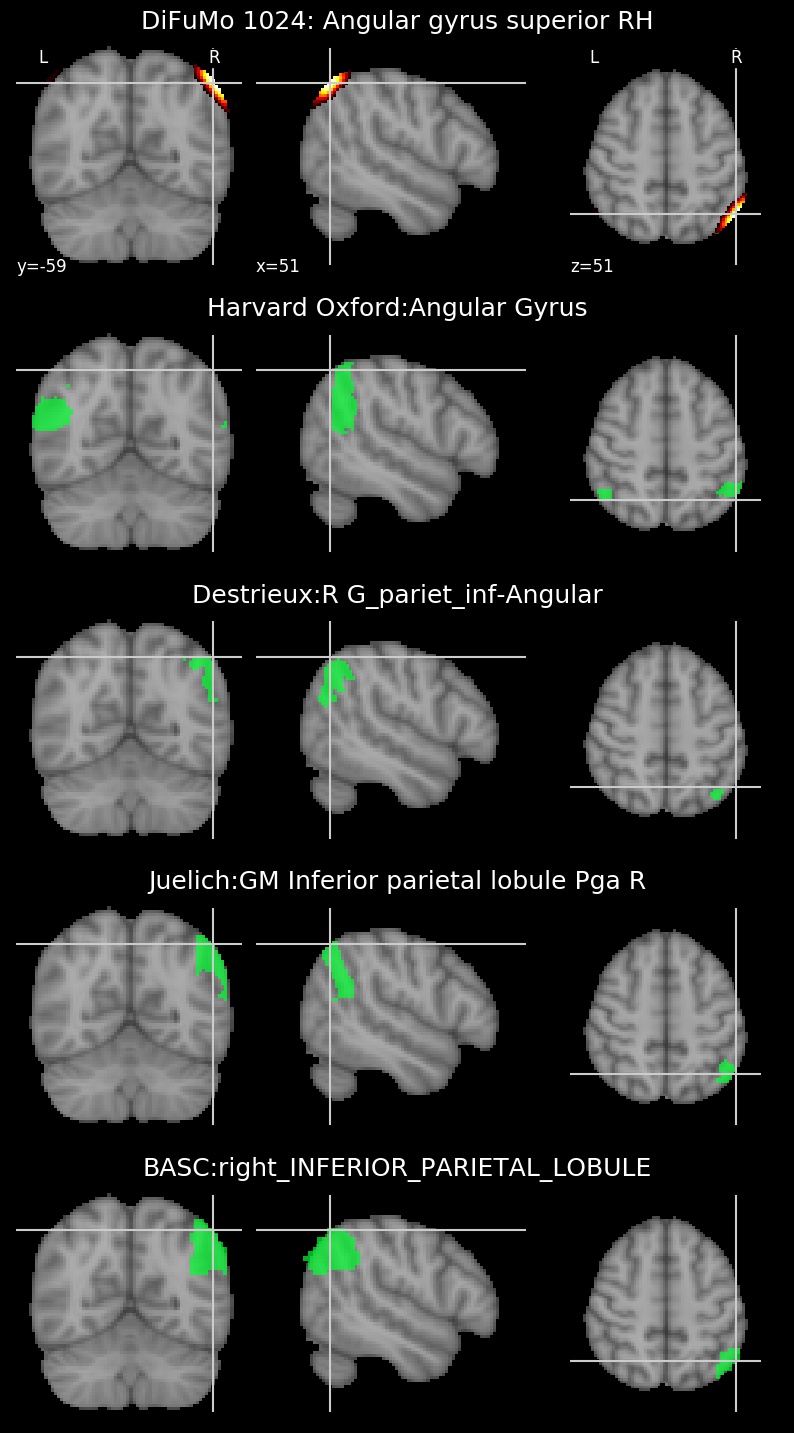 DiFuMo 1024: Angular gyrus superior RH
L R L R
y=-59 x=51 z=51
Harvard Oxford:Angular Gyrus
Destrieux:R G_pariet_inf-Angular
Juelich:GM Inferior parietal lobule Pga R
BASC:right_INFERIOR_PARIETAL_LOBULE